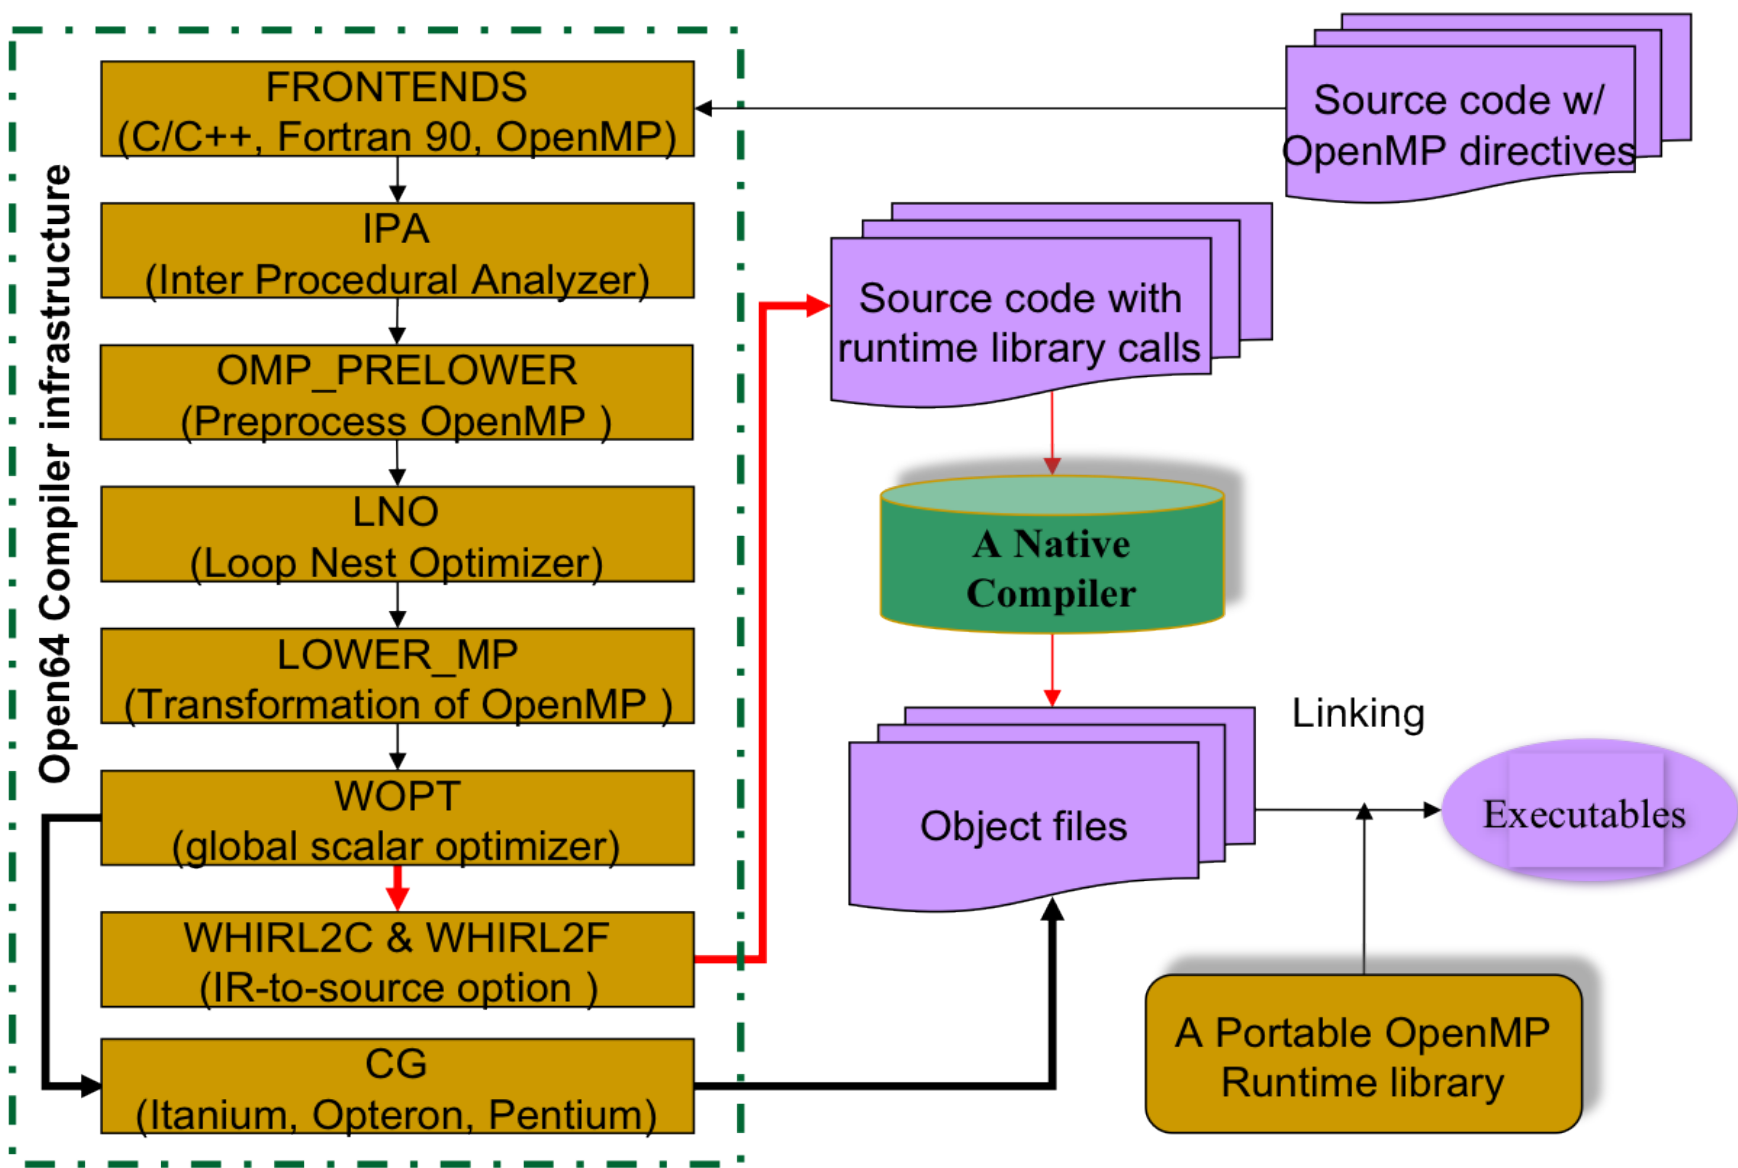 Open64 Compiler infrastructure
FRONTENDS
(C/C++, Fortran 90, OpenMP)
IPA
(Inter Procedural Analyzer)
OMP_PRELOWER
(Preprocess OpenMP )
LNO
(Loop Nest Optimizer)
LOWER_MP
(Transformation of OpenMP )
WOPT
(global scalar optimizer)
WHIRL2C & WHIRL2F
(IR-to-source option )
CG
(Itanium, Opteron, Pentium)
Source code w/
OpenMP directives
Source code with
runtime library calls
A Native
Compiler
Object files
Linking
Executables
A Portable OpenMP
Runtime library